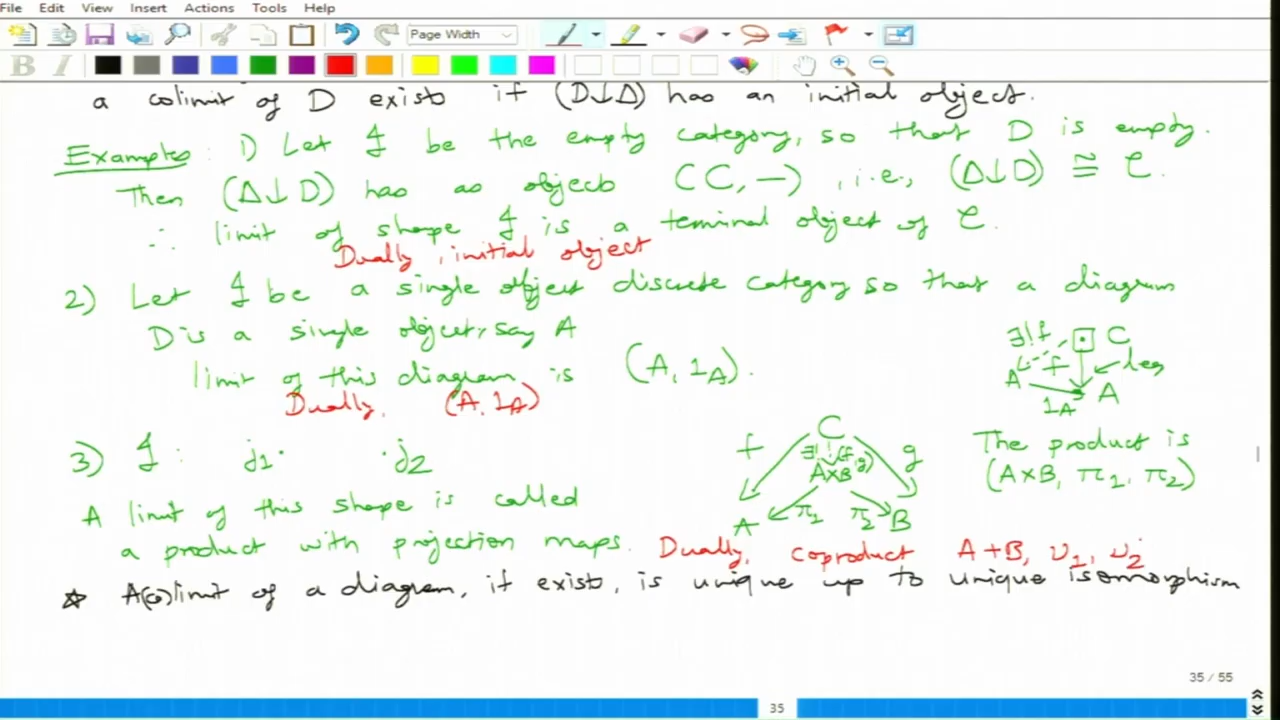 File Edit View Insert Actions Tools Help
Page Width
B I
a colimit of D exists if (D↓Δ) has an initial object.
Examples : 1) Let J be the empty category, so that D is empty.
Then (Δ↓D) has as objects (C, —) , i.e., (Δ↓D) ≅ C.
∴ limit of shape J is a terminal object of C.
Dually, initial object
2) Let J be a single object discrete category so that a diagram
D is a single object, say A
limit of this diagram is (A, 1_A).
Dually, (A, 1_A)
∃!f C
f leg
A 1_A A
3) J : j1 · · j2
A limit of this shape is called
a product with projection maps.
C
f ∃! (f, g) g
A×B
A π1 π2 B
The product is
(A×B, π1, π2)
Dually, coproduct A+B, υ1, υ2
☆ A (co)limit of a diagram, if exists, is unique up to unique isomorphism
35 / 55
35